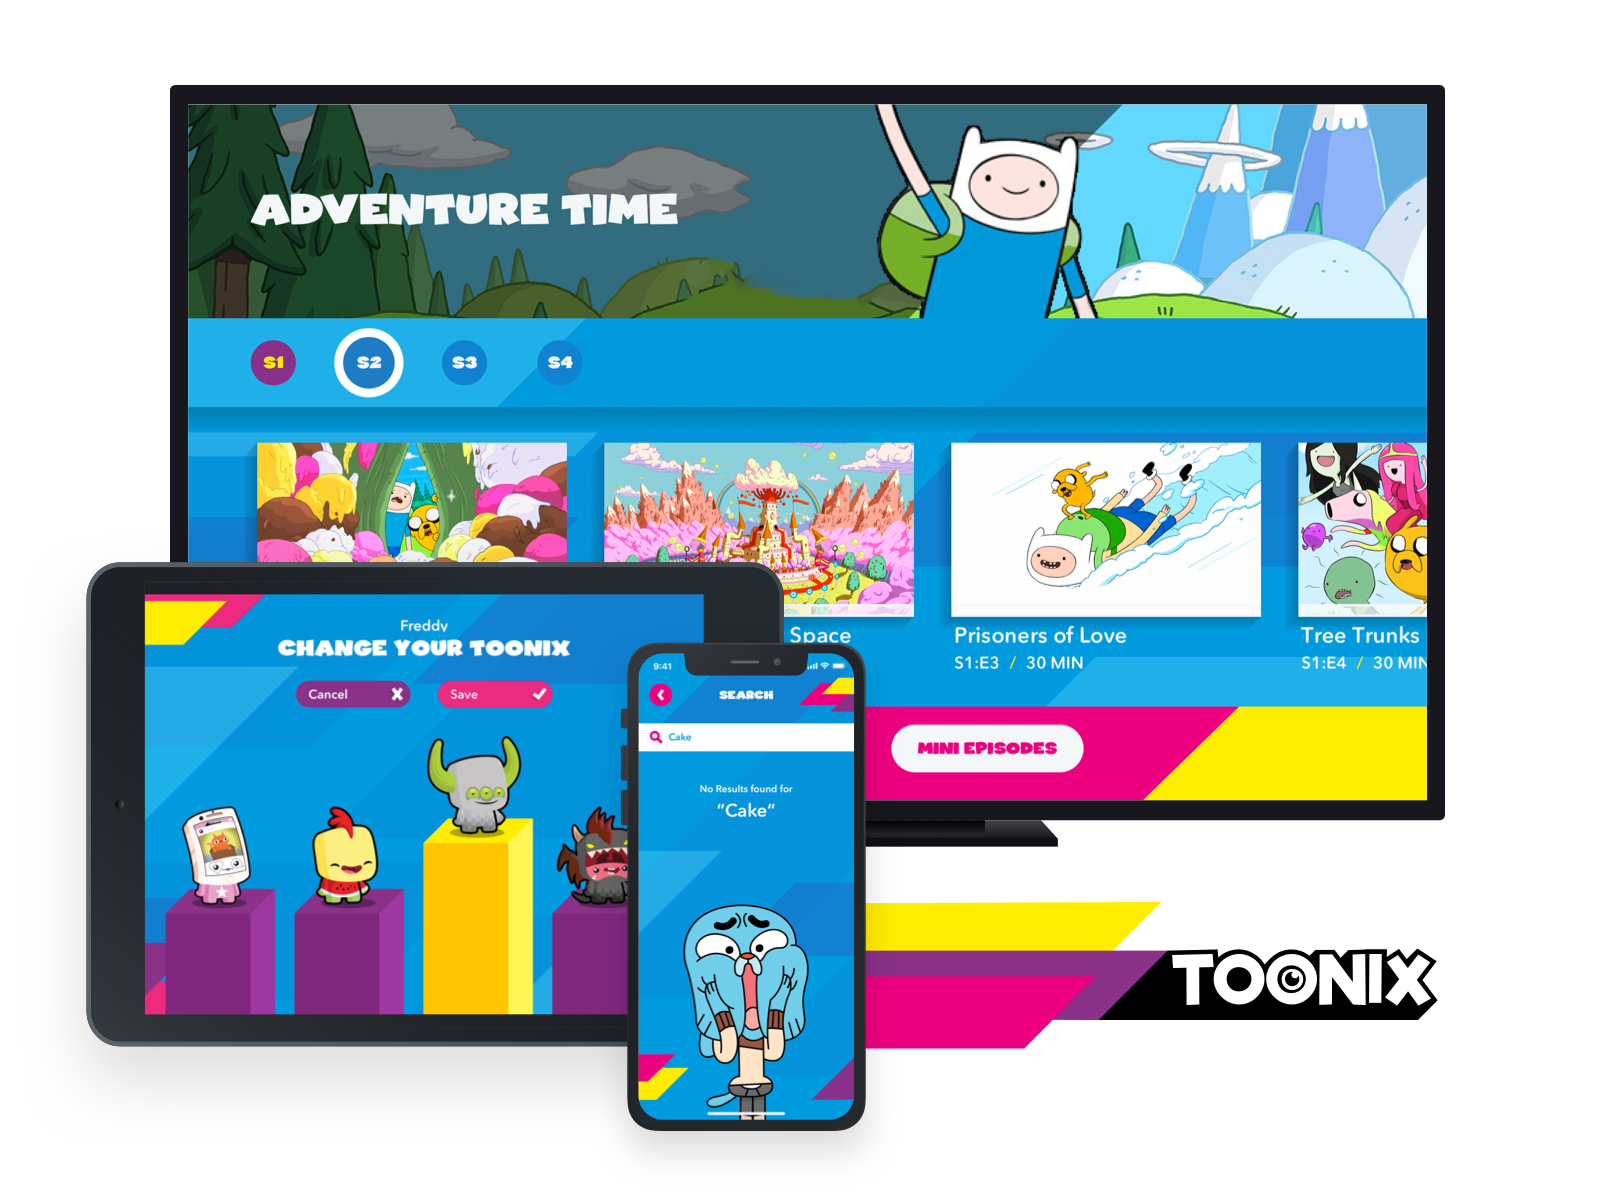 ADVENTURE TIME
S1
S2
S3
S4
Space
Prisoners of Love
S1:E3 / 30 MIN
Tree Trunks
S1:E4 / 30 MIN
MINI EPISODES
Freddy
CHANGE YOUR TOONIX
Cancel
Save
9:41
SEARCH
Cake
No Results found for
“Cake”
TOONIX